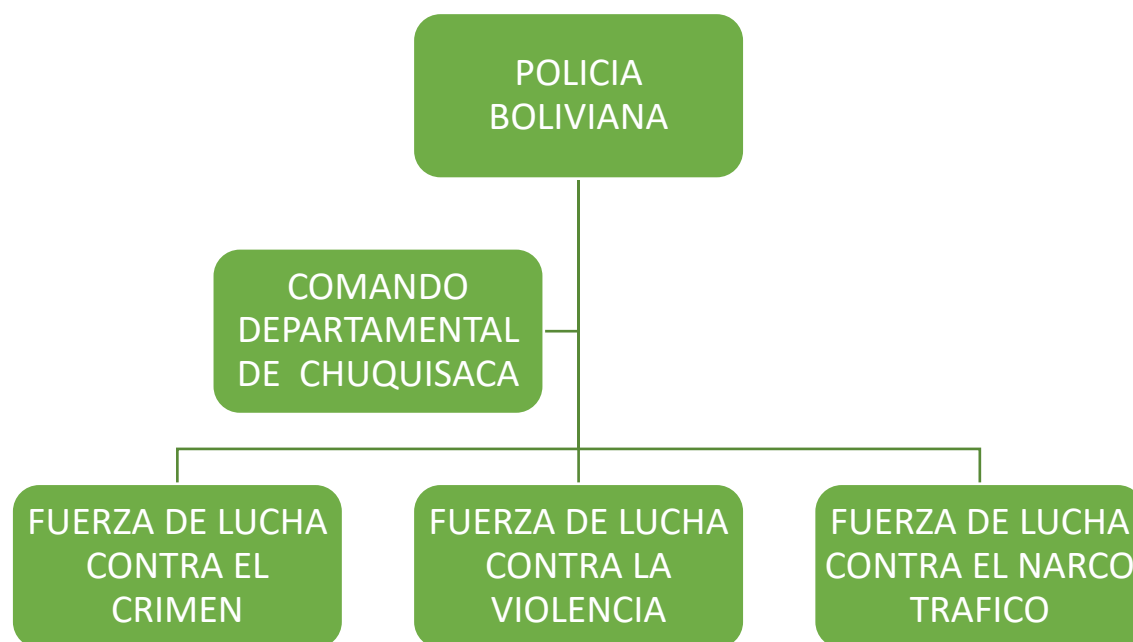 POLICIA
BOLIVIANA
COMANDO
DEPARTAMENTAL
DE  CHUQUISACA
FUERZA DE LUCHA
CONTRA EL
CRIMEN
FUERZA DE LUCHA
CONTRA LA
VIOLENCIA
FUERZA DE LUCHA
CONTRA EL NARCO
TRAFICO